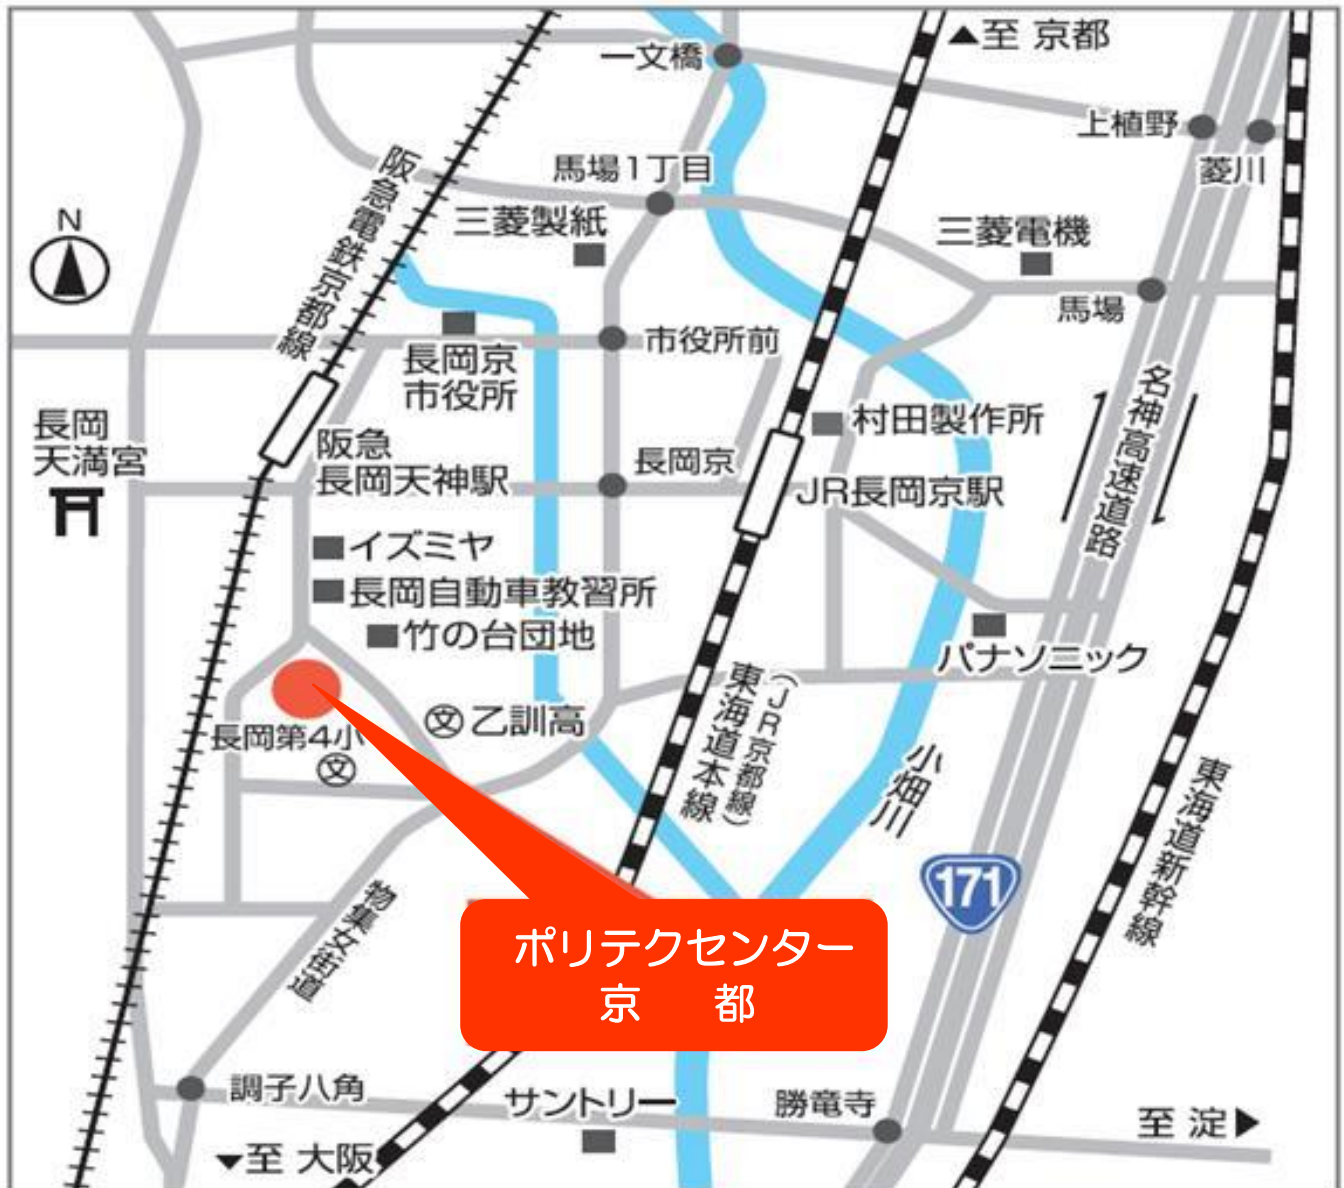 ▲至 京都
一文橋
上植野
菱川
馬場1丁目
阪急電鉄京都線
三菱製紙
N
三菱電機
馬場
市役所前
長岡京
市役所
名神高速道路
長岡
天満宮
村田製作所
阪急
長岡天神駅
長岡京
JR長岡京駅
イズミヤ
長岡自動車教習所
竹の台団地
パナソニック
東海道本線
(JR京都線)
文 乙訓高
長岡第4小
文
小畑川
東海道新幹線
171
物集女街道
ポリテクセンター
京 都
調子八角
サントリー
勝竜寺
至 淀▶
▼至 大阪